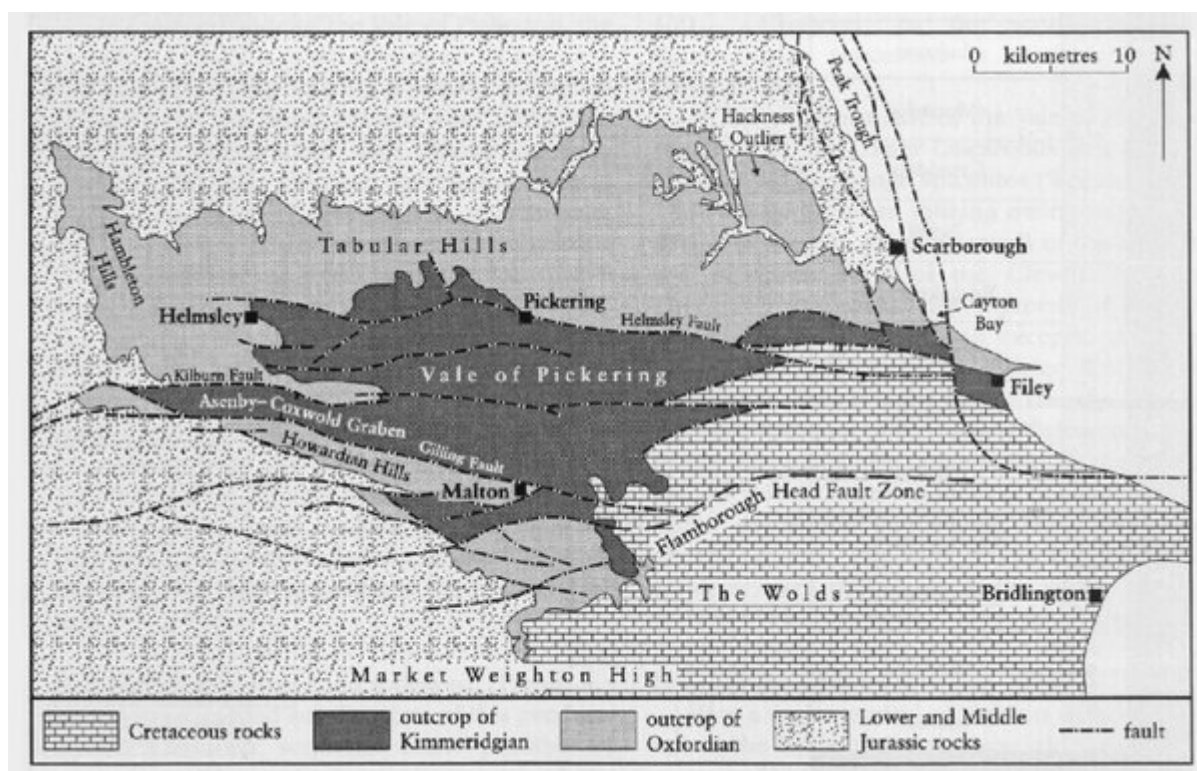 0 kilometres 10 N
Peak Trough
Hackness
Outlier
Scarborough
Hambleton
Hills
Tabular Hills
Cayton
Bay
Helmsley
Pickering
Helmsley Fault
Vale of Pickering
Filey
Kilburn Fault
Asenby–Coxwold Graben
Howardian Hills
Gilling Fault
Malton
Flamborough Head Fault Zone
The Wolds
Bridlington
Market Weighton High
Cretaceous rocks
outcrop of
Kimmeridgian
outcrop of
Oxfordian
Lower and Middle
Jurassic rocks
fault